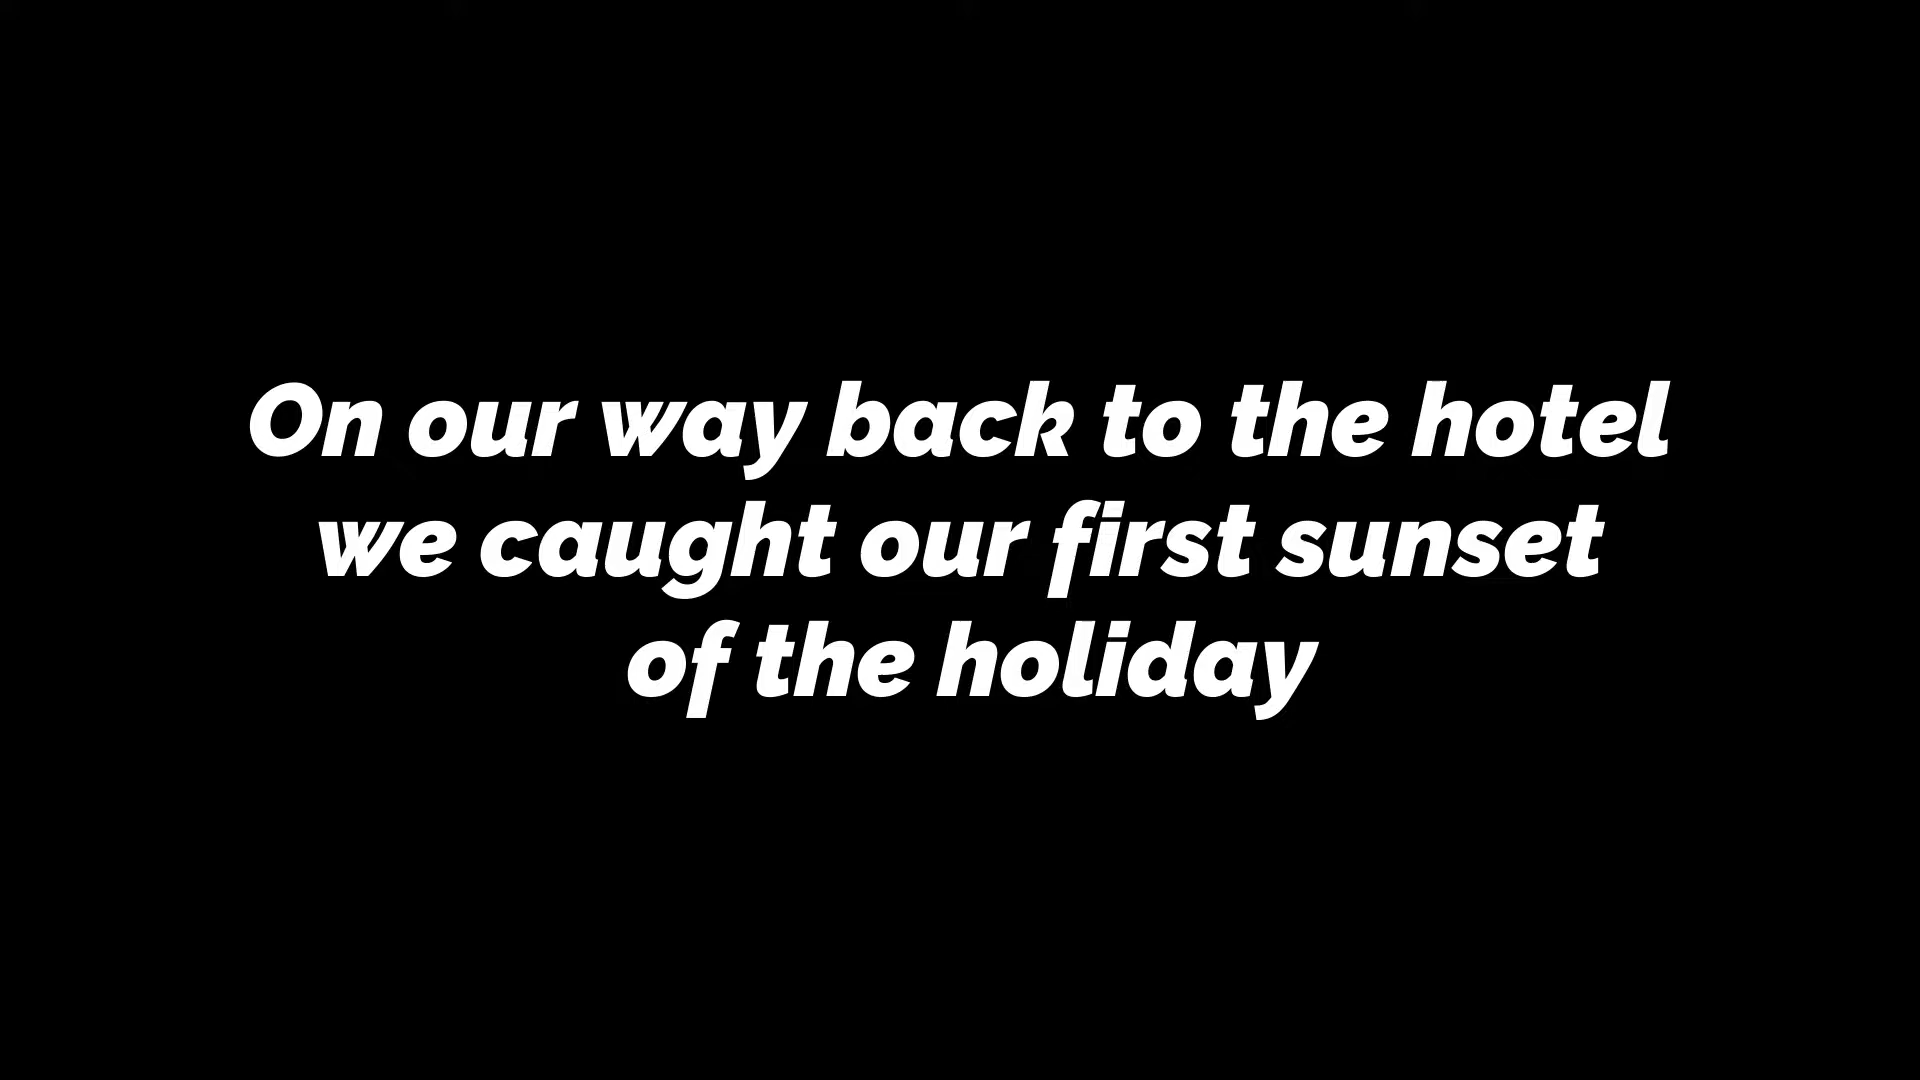 On our way back to the hotel
we caught our first sunset
of the holiday